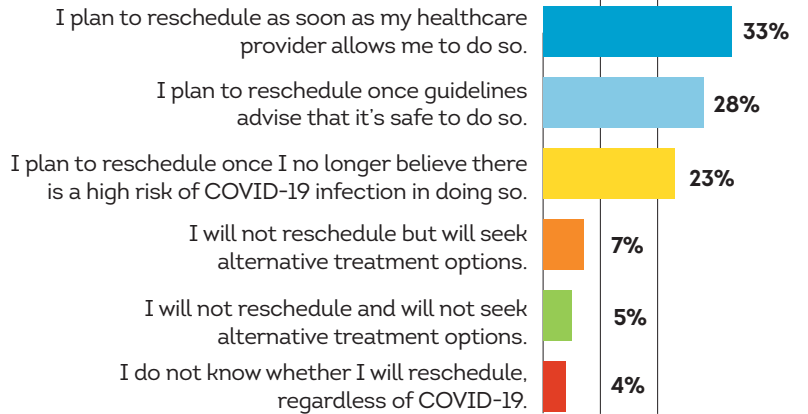 I plan to reschedule as soon as my healthcare
provider allows me to do so.
33%
I plan to reschedule once guidelines
advise that it's safe to do so.
28%
I plan to reschedule once I no longer believe there
is a high risk of COVID-19 infection in doing so.
23%
I will not reschedule but will seek
alternative treatment options.
7%
I will not reschedule and will not seek
alternative treatment options.
5%
I do not know whether I will reschedule,
regardless of COVID-19.
4%